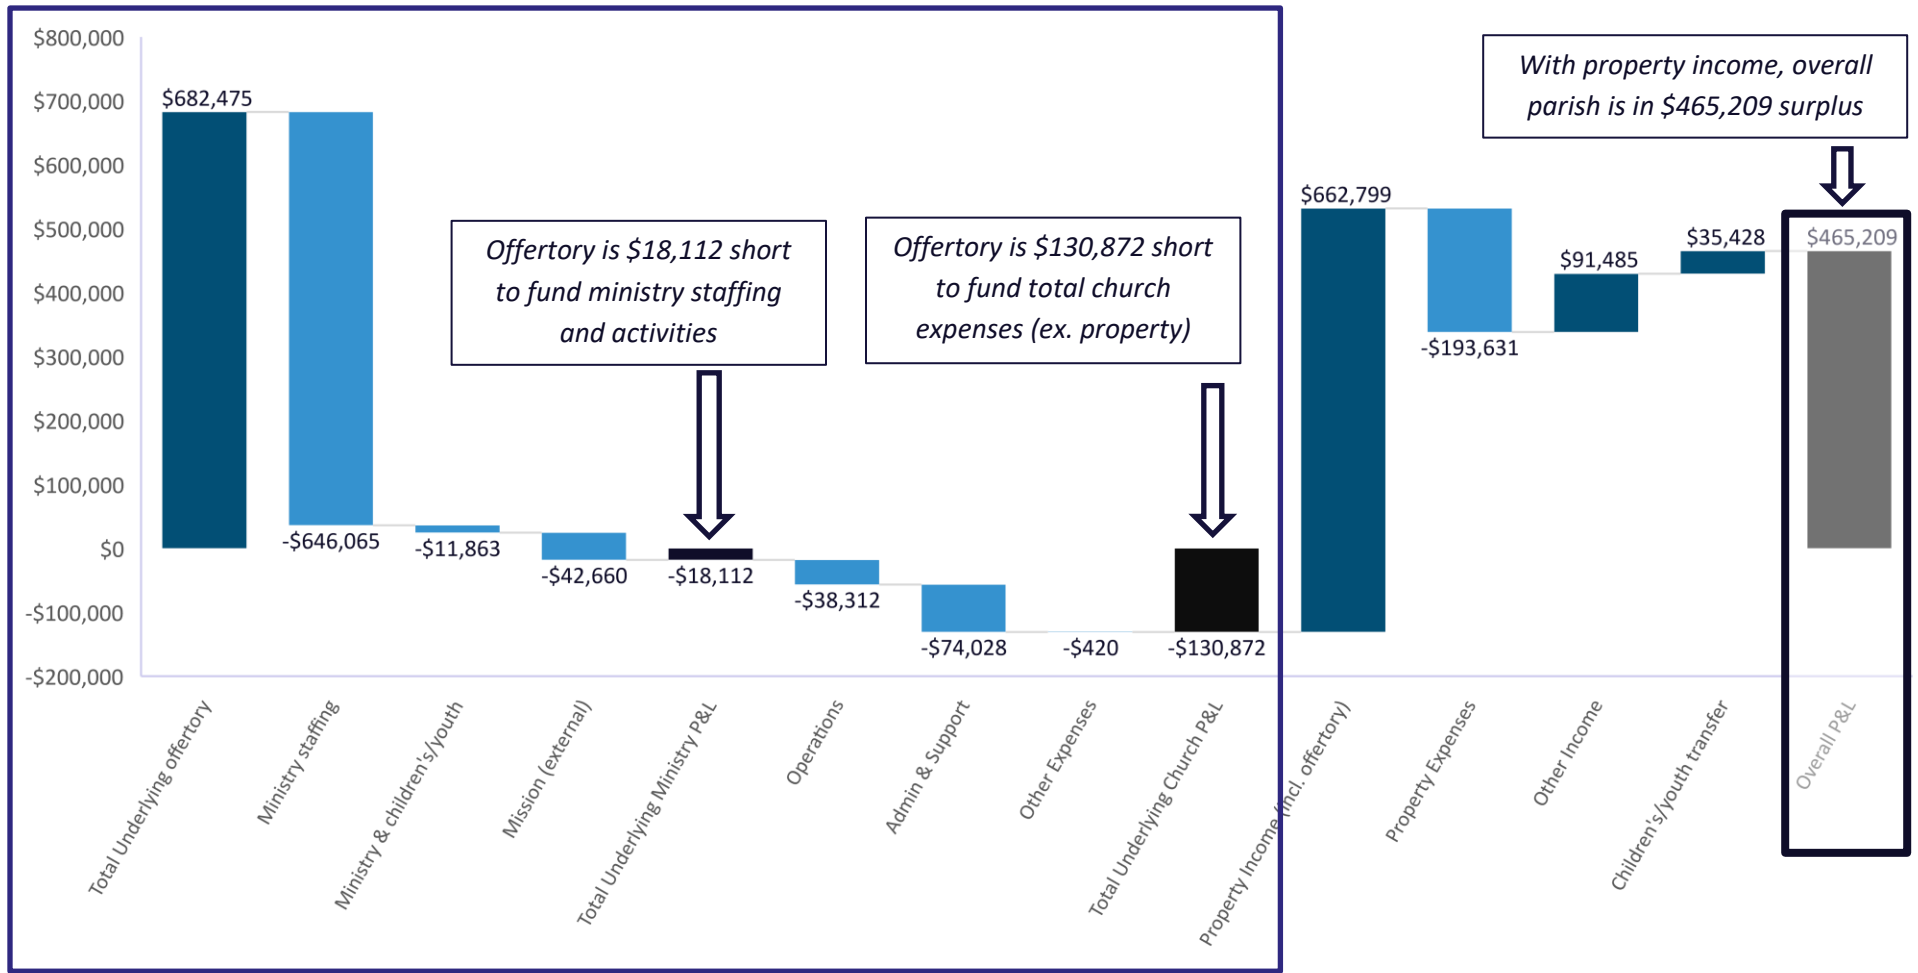 $800,000
$700,000
$600,000
$500,000
$400,000
$300,000
$200,000
$100,000
$0
-$100,000
-$200,000
$682,475
-$646,065
-$11,863
-$42,660
-$18,112
-$38,312
-$74,028
-$420
-$130,872
$662,799
-$193,631
$91,485
$35,428
$465,209
Offertory is $18,112 short
to fund ministry staffing
and activities
Offertory is $130,872 short
to fund total church
expenses (ex. property)
With property income, overall
parish is in $465,209 surplus
Total Underlying offertory
Ministry staffing
Ministry & children's/youth
Mission (external)
Total Underlying Ministry P&L
Operations
Admin & Support
Other Expenses
Total Underlying Church P&L
Property Income (incl. offertory)
Property Expenses
Other Income
Children's/youth transfer
Overall P&L